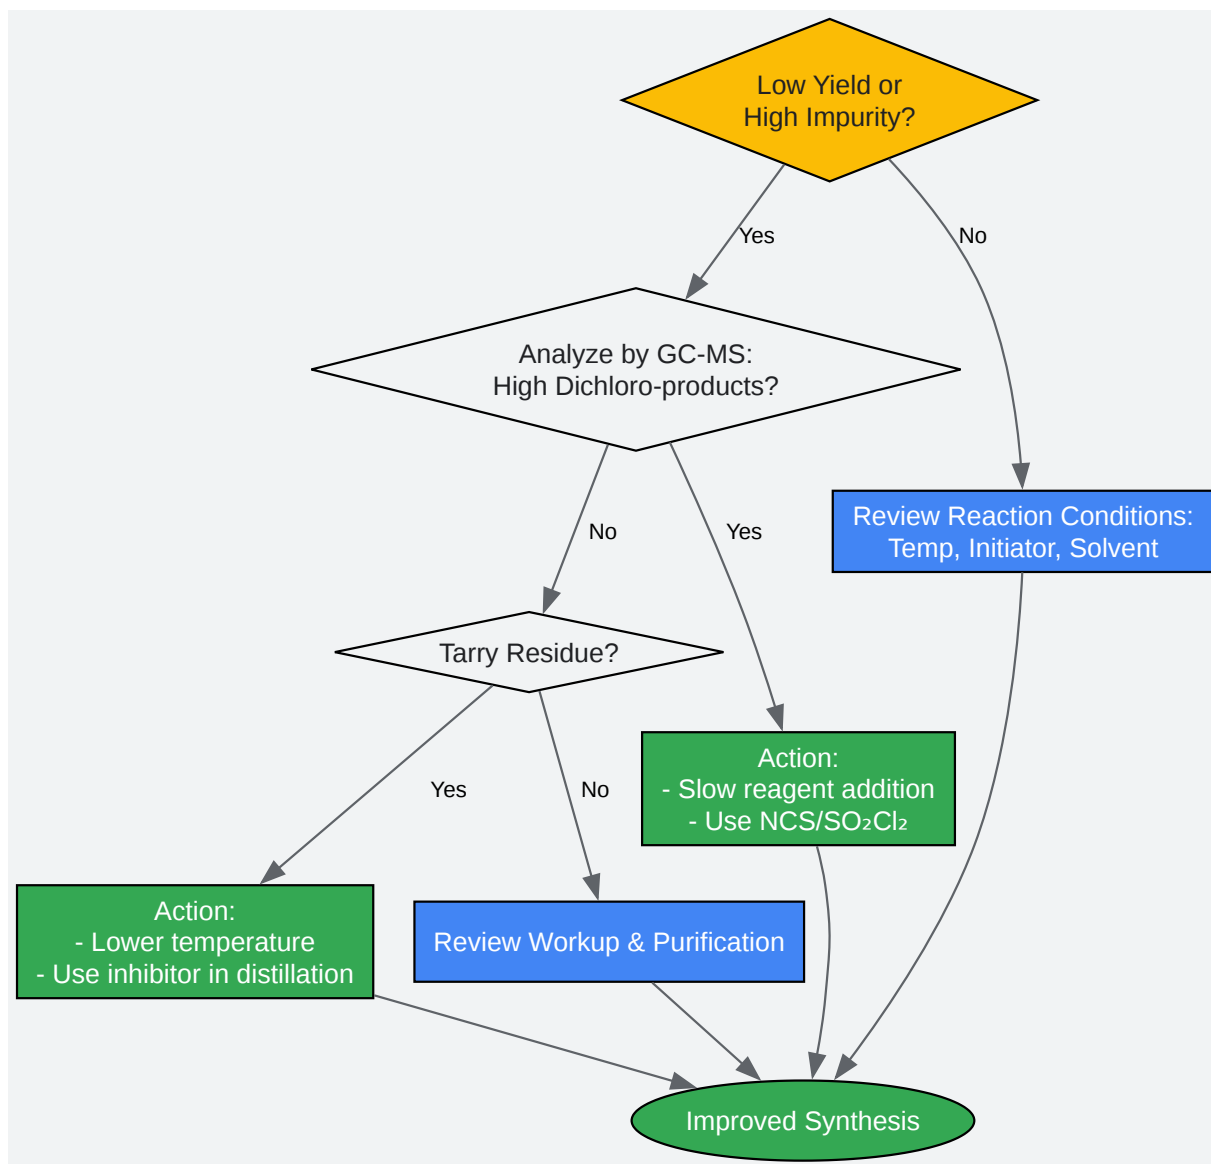 Low Yield or
High Impurity?
Yes
No
Analyze by GC-MS:
High Dichloro-products?
No
Yes
Review Reaction Conditions:
Temp, Initiator, Solvent
Tarry Residue?
Yes
No
Action:
- Slow reagent addition
- Use NCS/SO₂Cl₂
Action:
- Lower temperature
- Use inhibitor in distillation
Review Workup & Purification
Improved Synthesis